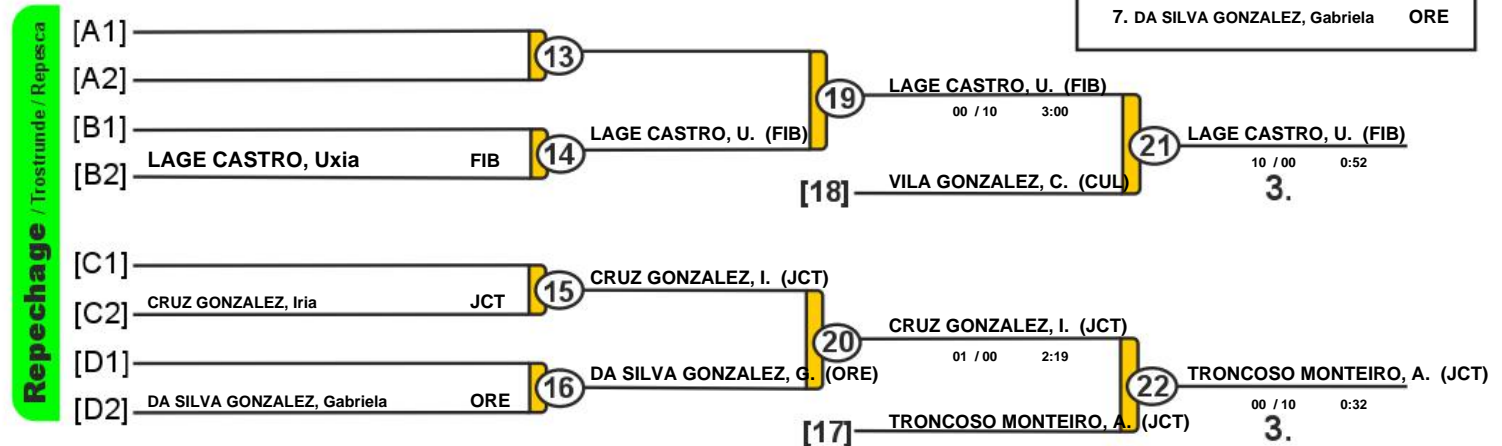 7. DA SILVA GONZALEZ, Gabriela ORE
Repechage / Trostrunde / Repesca
[A1]
13
[A2]
19
LAGE CASTRO, U. (FIB)
00 / 10 3:00
[B1]
14
LAGE CASTRO, U. (FIB)
LAGE CASTRO, Uxia FIB
[B2]
21
LAGE CASTRO, U. (FIB)
10 / 00 0:52
3.
[18]
VILA GONZALEZ, C. (CUL)
[C1]
15
CRUZ GONZALEZ, I. (JCT)
CRUZ GONZALEZ, Iria JCT
[C2]
20
CRUZ GONZALEZ, I. (JCT)
01 / 00 2:19
[D1]
16
DA SILVA GONZALEZ, G. (ORE)
DA SILVA GONZALEZ, Gabriela ORE
[D2]
22
TRONCOSO MONTEIRO, A. (JCT)
00 / 10 0:32
3.
[17]
TRONCOSO MONTEIRO, A. (JCT)